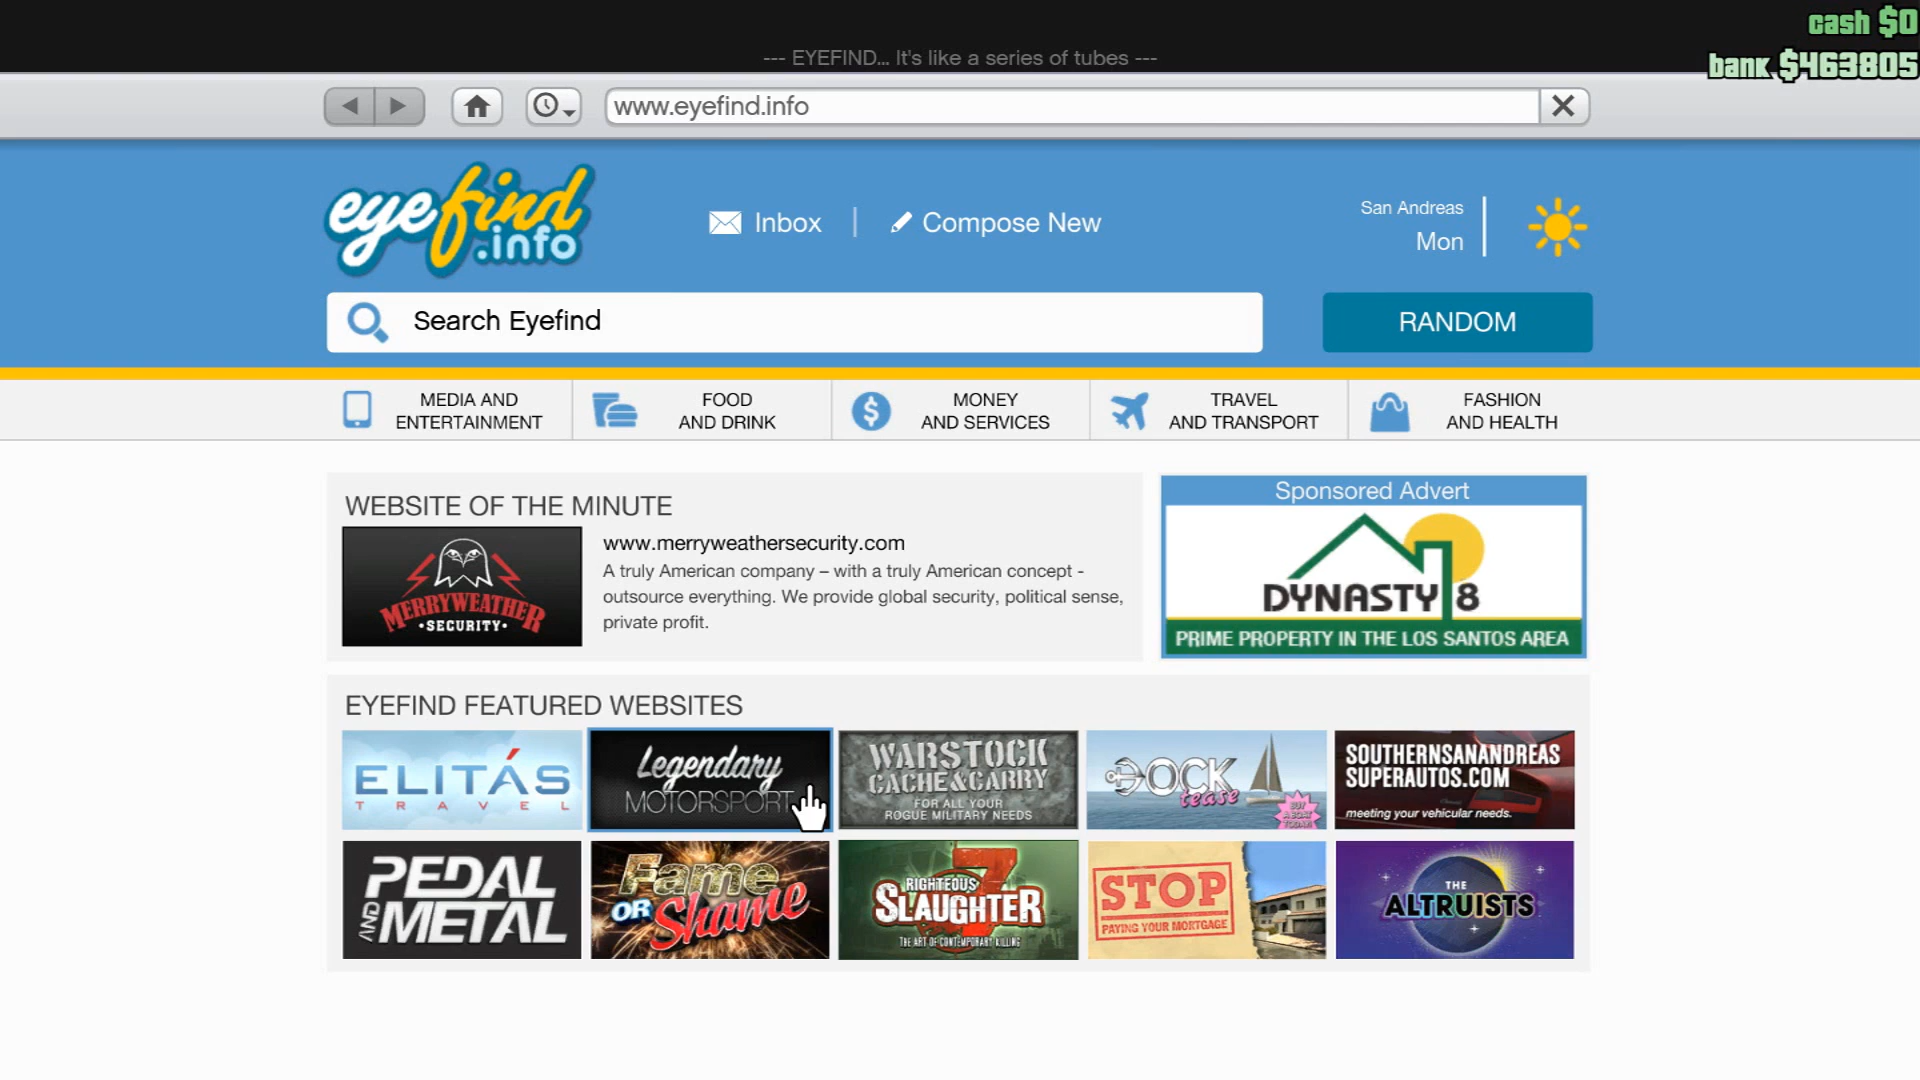 cash $0
--- EYEFIND... It's like a series of tubes ---
bank $463805
www.eyefind.info
eyefind
.info
Inbox
Compose New
San Andreas
Mon
Search Eyefind
RANDOM
MEDIA AND
ENTERTAINMENT
FOOD
AND DRINK
MONEY
AND SERVICES
TRAVEL
AND TRANSPORT
FASHION
AND HEALTH
WEBSITE OF THE MINUTE
MERRYWEATHER
•SECURITY•
www.merryweathersecurity.com
A truly American company – with a truly American concept -
outsource everything. We provide global security, political sense,
private profit.
Sponsored Advert
DYNASTY 8
PRIME PROPERTY IN THE LOS SANTOS AREA
EYEFIND FEATURED WEBSITES
ELITÁS
TRAVEL
Legendary
MOTORSPORT
WARSTOCK
CACHE&CARRY
FOR ALL YOUR
ROGUE MILITARY NEEDS
DOCK
tease
BUY
A BOAT
TODAY!
SOUTHERNSANANDREAS
SUPERAUTOS.COM
meeting your vehicular needs.
PEDAL
AND METAL
Fame
OR Shame
RIGHTEOUS 7
SLAUGHTER
THE ART OF CONTEMPORARY KILLING
STOP
PAYING YOUR MORTGAGE
THE
ALTRUISTS